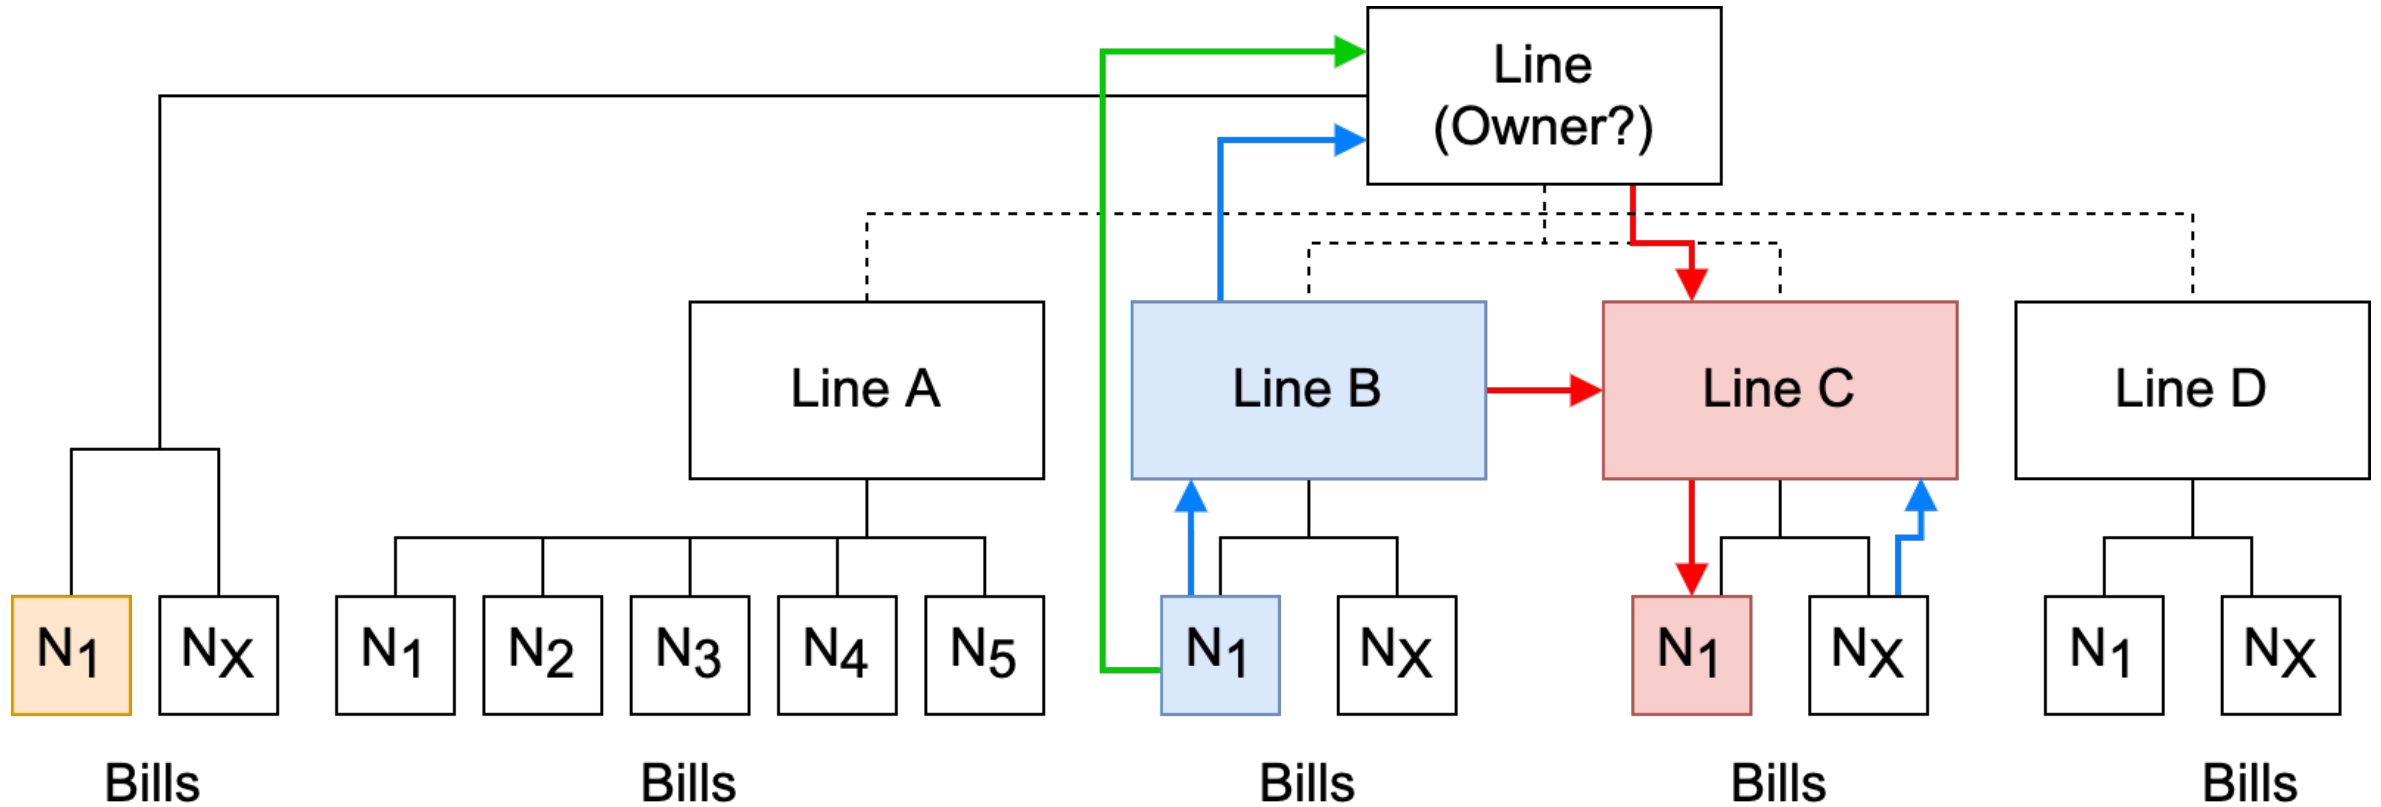 Line
(Owner?)
Line A
Line B
Line C
Line D
N1
NX
N1
N2
N3
N4
N5
N1
NX
N1
NX
N1
NX
Bills
Bills
Bills
Bills
Bills